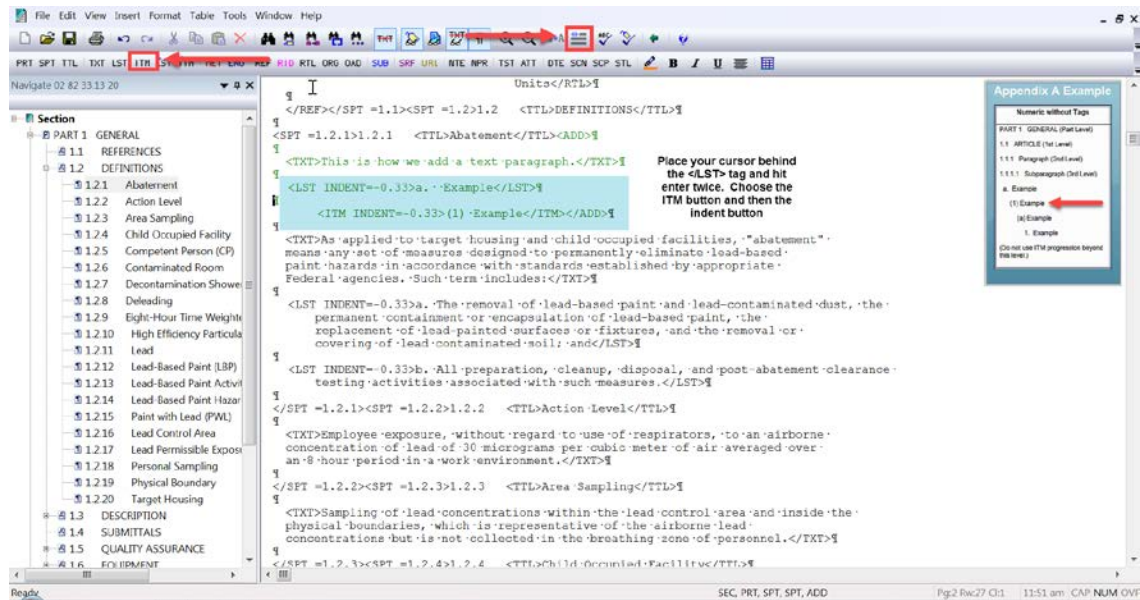 File Edit View Insert Format Table Tools Window Help
PRT SPT TTL TXT LST ITM REF RID RTL ORG OAD SUB SRF URL NTE NPR TST ATT DTE SCN SCP STL B I U
Navigate 02 82 33.13 20
Section
PART 1 GENERAL
1.1 REFERENCES
1.2 DEFINITIONS
1.2.1 Abatement
1.2.2 Action Level
1.2.3 Area Sampling
1.2.4 Child Occupied Facility
1.2.5 Competent Person (CP)
1.2.6 Contaminated Room
1.2.7 Decontamination Showe
1.2.8 Deleading
1.2.9 Eight-Hour Time Weighte
1.2.10 High Efficiency Particula
1.2.11 Lead
1.2.12 Lead-Based Paint (LBP)
1.2.13 Lead-Based Paint Activit
1.2.14 Lead-Based Paint Hazar
1.2.15 Paint with Lead (PWL)
1.2.16 Lead Control Area
1.2.17 Lead Permissible Exposu
1.2.18 Personal Sampling
1.2.19 Physical Boundary
1.2.20 Target Housing
1.3 DESCRIPTION
1.4 SUBMITTALS
1.5 QUALITY ASSURANCE
1.6 EQUIPMENT
Units</RTL>¶
¶
</REF></SPT =1.1><SPT =1.2>1.2 <TTL>DEFINITIONS</TTL>¶
¶
<SPT =1.2.1>1.2.1 <TTL>Abatement</TTL><ADD>¶
¶
<TXT>This·is·how·we·add·a·text·paragraph.</TXT>¶
¶
<LST INDENT=-0.33>a.··Example</LST>¶
<ITM INDENT=-0.33>(1)·Example</ITM></ADD>¶
¶
<TXT>As·applied·to·target·housing·and·child·occupied·facilities,·"abatement"·
means·any·set·of·measures·designed·to·permanently·eliminate·lead-based·
paint·hazards·in·accordance·with·standards·established·by·appropriate·
Federal·agencies.·Such·term·includes:</TXT>¶
¶
<LST INDENT=-0.33>a.·The·removal·of·lead-based·paint·and·lead-contaminated·dust,·the·
permanent·containment·or·encapsulation·of·lead-based·paint,·the·
replacement·of·lead-painted·surfaces·or·fixtures,·and·the·removal·or·
covering·of·lead·contaminated·soil;·and</LST>¶
¶
<LST INDENT=-0.33>b.·All·preparation,·cleanup,·disposal,·and·post-abatement·clearance·
testing·activities·associated·with·such·measures.</LST>¶
¶
</SPT =1.2.1><SPT =1.2.2>1.2.2 <TTL>Action·Level</TTL>¶
¶
<TXT>Employee·exposure,·without·regard·to·use·of·respirators,·to·an·airborne·
concentration·of·lead·of·30·micrograms·per·cubic·meter·of·air·averaged·over·
an·8·hour·period·in·a·work·environment.</TXT>¶
¶
</SPT =1.2.2><SPT =1.2.3>1.2.3 <TTL>Area·Sampling</TTL>¶
¶
<TXT>Sampling·of·lead·concentrations·within·the·lead·control·area·and·inside·the·
physical·boundaries,·which·is·representative·of·the·airborne·lead·
concentrations·but·is·not·collected·in·the·breathing·zone·of·personnel.</TXT>¶
¶
</SPT =1.2.3><SPT =1.2.4>1.2.4 <TTL>Child·Occupied·Facility</TTL>¶
Place your cursor behind
the </LST> tag and hit
enter twice. Choose the
ITM button and then the
indent button
Appendix A Example
Numeric without Tags
PART 1 GENERAL (Part Level)
1.1 ARTICLE (1st Level)
1.1.1 Paragraph (2nd Level)
1.1.1.1 Subparagraph (3rd Level)
a. Example
(1) Example
(a) Example
1. Example
(Do not use ITM progression beyond
this level.)
Ready
SEC, PRT, SPT, SPT, ADD
Pg:2 Rw:27 Cl:1 11:51 am CAP NUM OVR